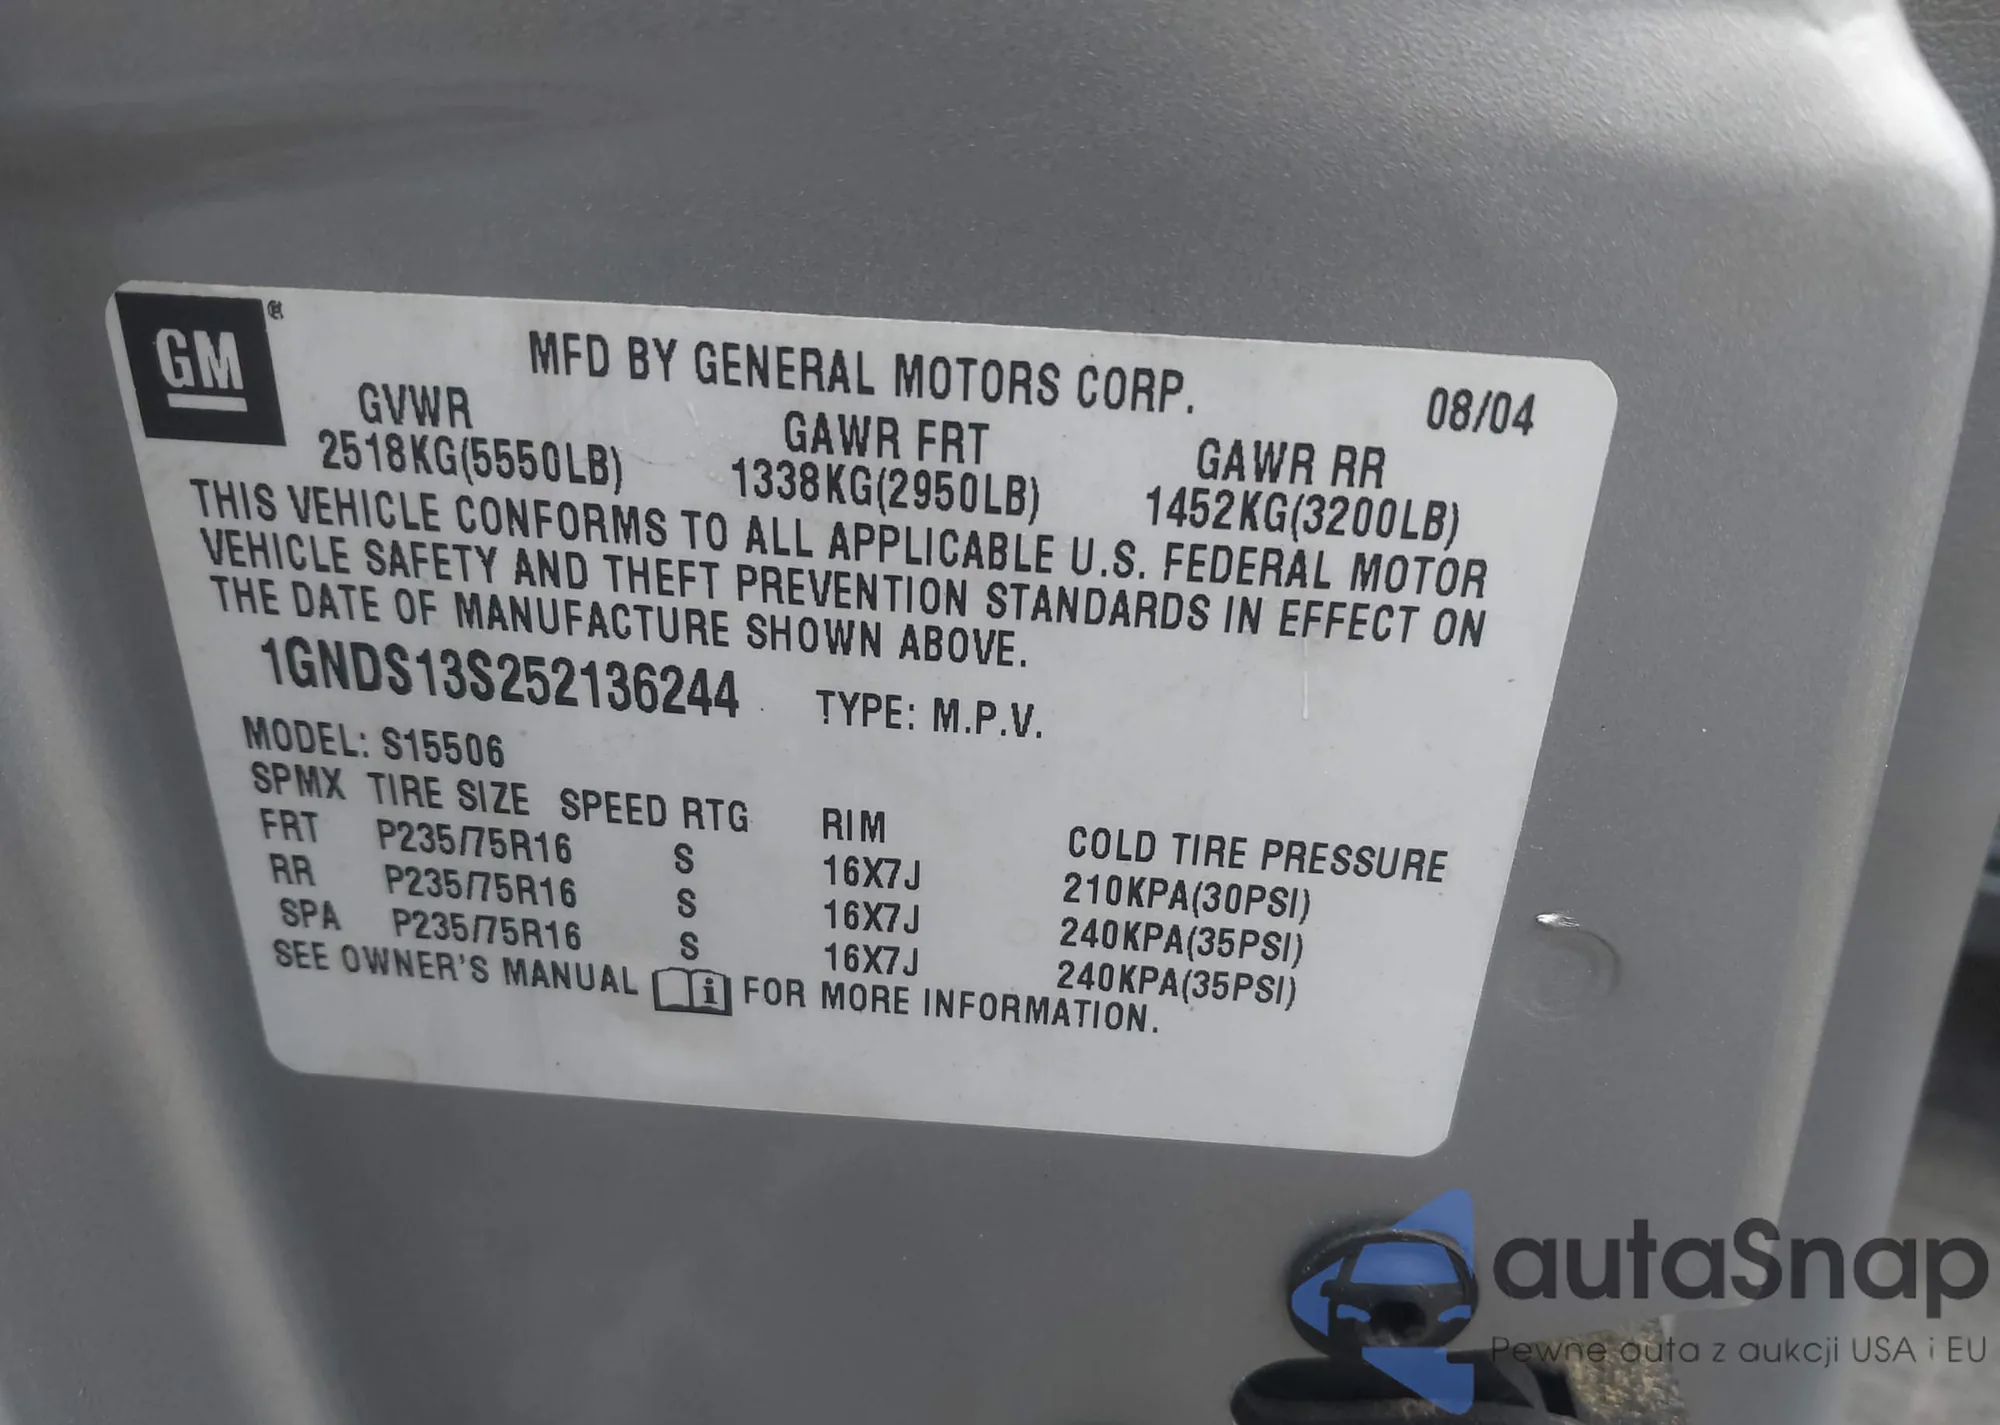 GM ®
MFD BY GENERAL MOTORS CORP. 08/04
GVWR GAWR FRT GAWR RR
2518KG(5550LB) 1338KG(2950LB) 1452KG(3200LB)
THIS VEHICLE CONFORMS TO ALL APPLICABLE U.S. FEDERAL MOTOR
VEHICLE SAFETY AND THEFT PREVENTION STANDARDS IN EFFECT ON
THE DATE OF MANUFACTURE SHOWN ABOVE.
1GNDS13S252136244 TYPE: M.P.V.
MODEL: S15506
SPMX TIRE SIZE SPEED RTG RIM COLD TIRE PRESSURE
FRT P235/75R16 S 16X7J 210KPA(30PSI)
RR P235/75R16 S 16X7J 240KPA(35PSI)
SPA P235/75R16 S 16X7J 240KPA(35PSI)
SEE OWNER'S MANUAL i FOR MORE INFORMATION.
autaSnap
Pewne auta z aukcji USA i EU